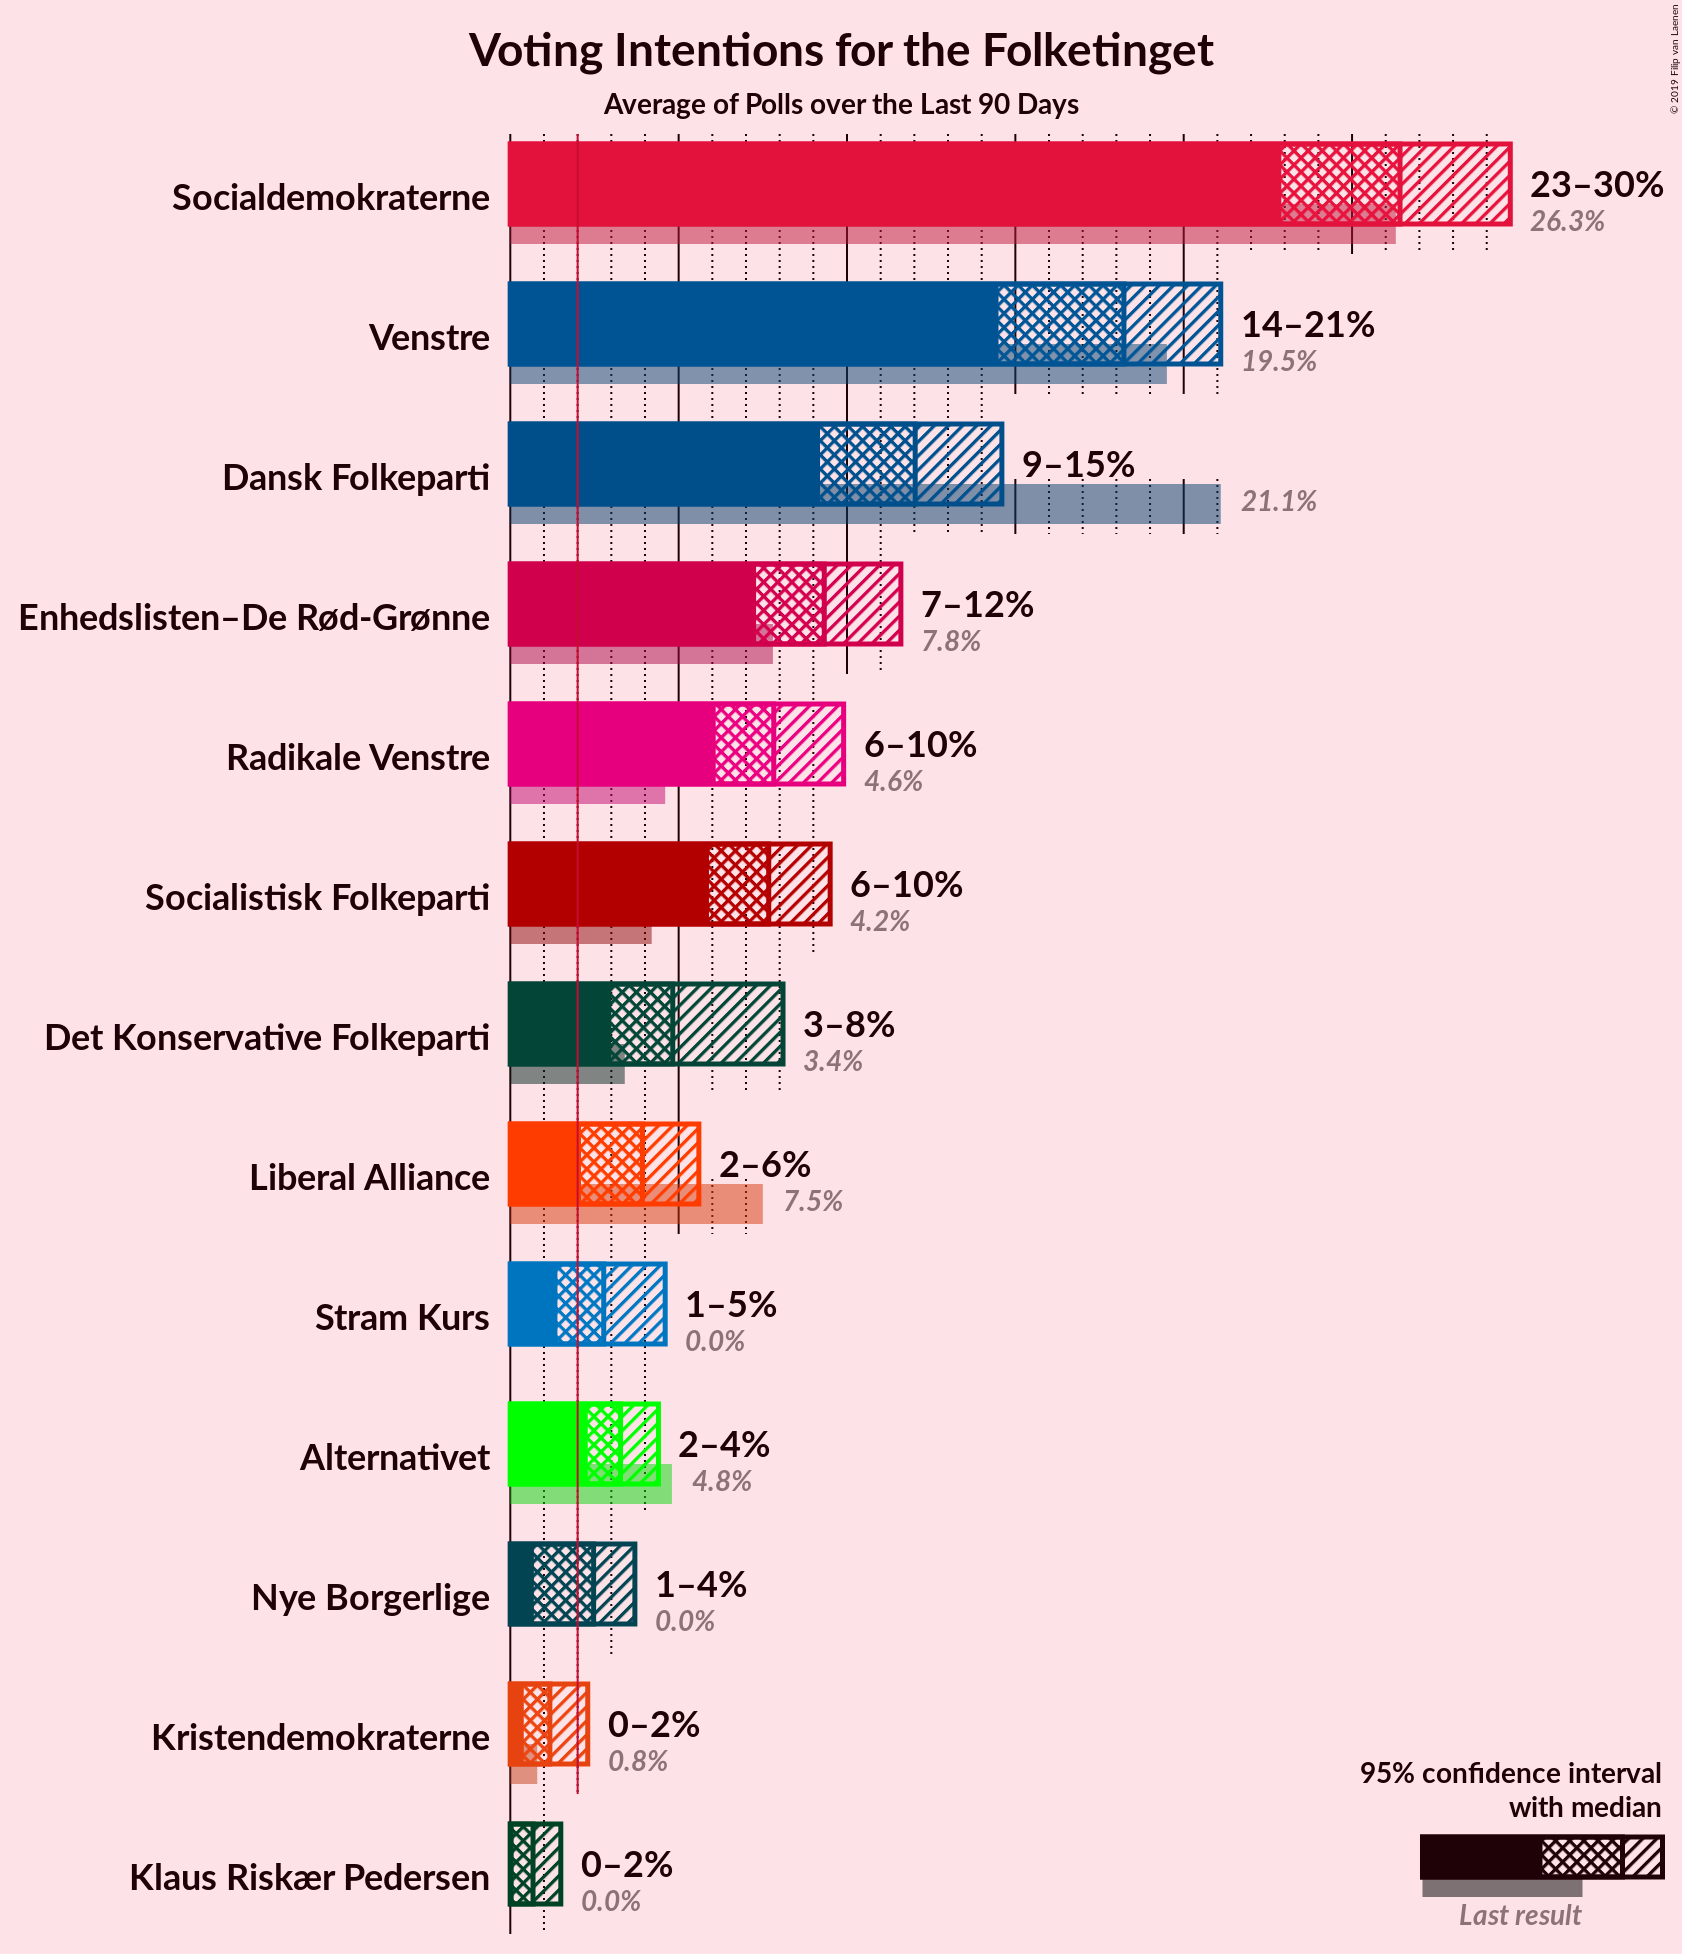 © 2019 Filip van Laenen
Voting Intentions for the Folketinget
Average of Polls over the Last 90 Days
Socialdemokraterne
23–30%
26.3%
Venstre
14–21%
19.5%
Dansk Folkeparti
9–15%
21.1%
Enhedslisten–De Rød-Grønne
7–12%
7.8%
Radikale Venstre
6–10%
4.6%
Socialistisk Folkeparti
6–10%
4.2%
Det Konservative Folkeparti
3–8%
3.4%
Liberal Alliance
2–6%
7.5%
Stram Kurs
1–5%
0.0%
Alternativet
2–4%
4.8%
Nye Borgerlige
1–4%
0.0%
Kristendemokraterne
0–2%
0.8%
Klaus Riskær Pedersen
0–2%
0.0%
95% confidence interval
with median
Last result